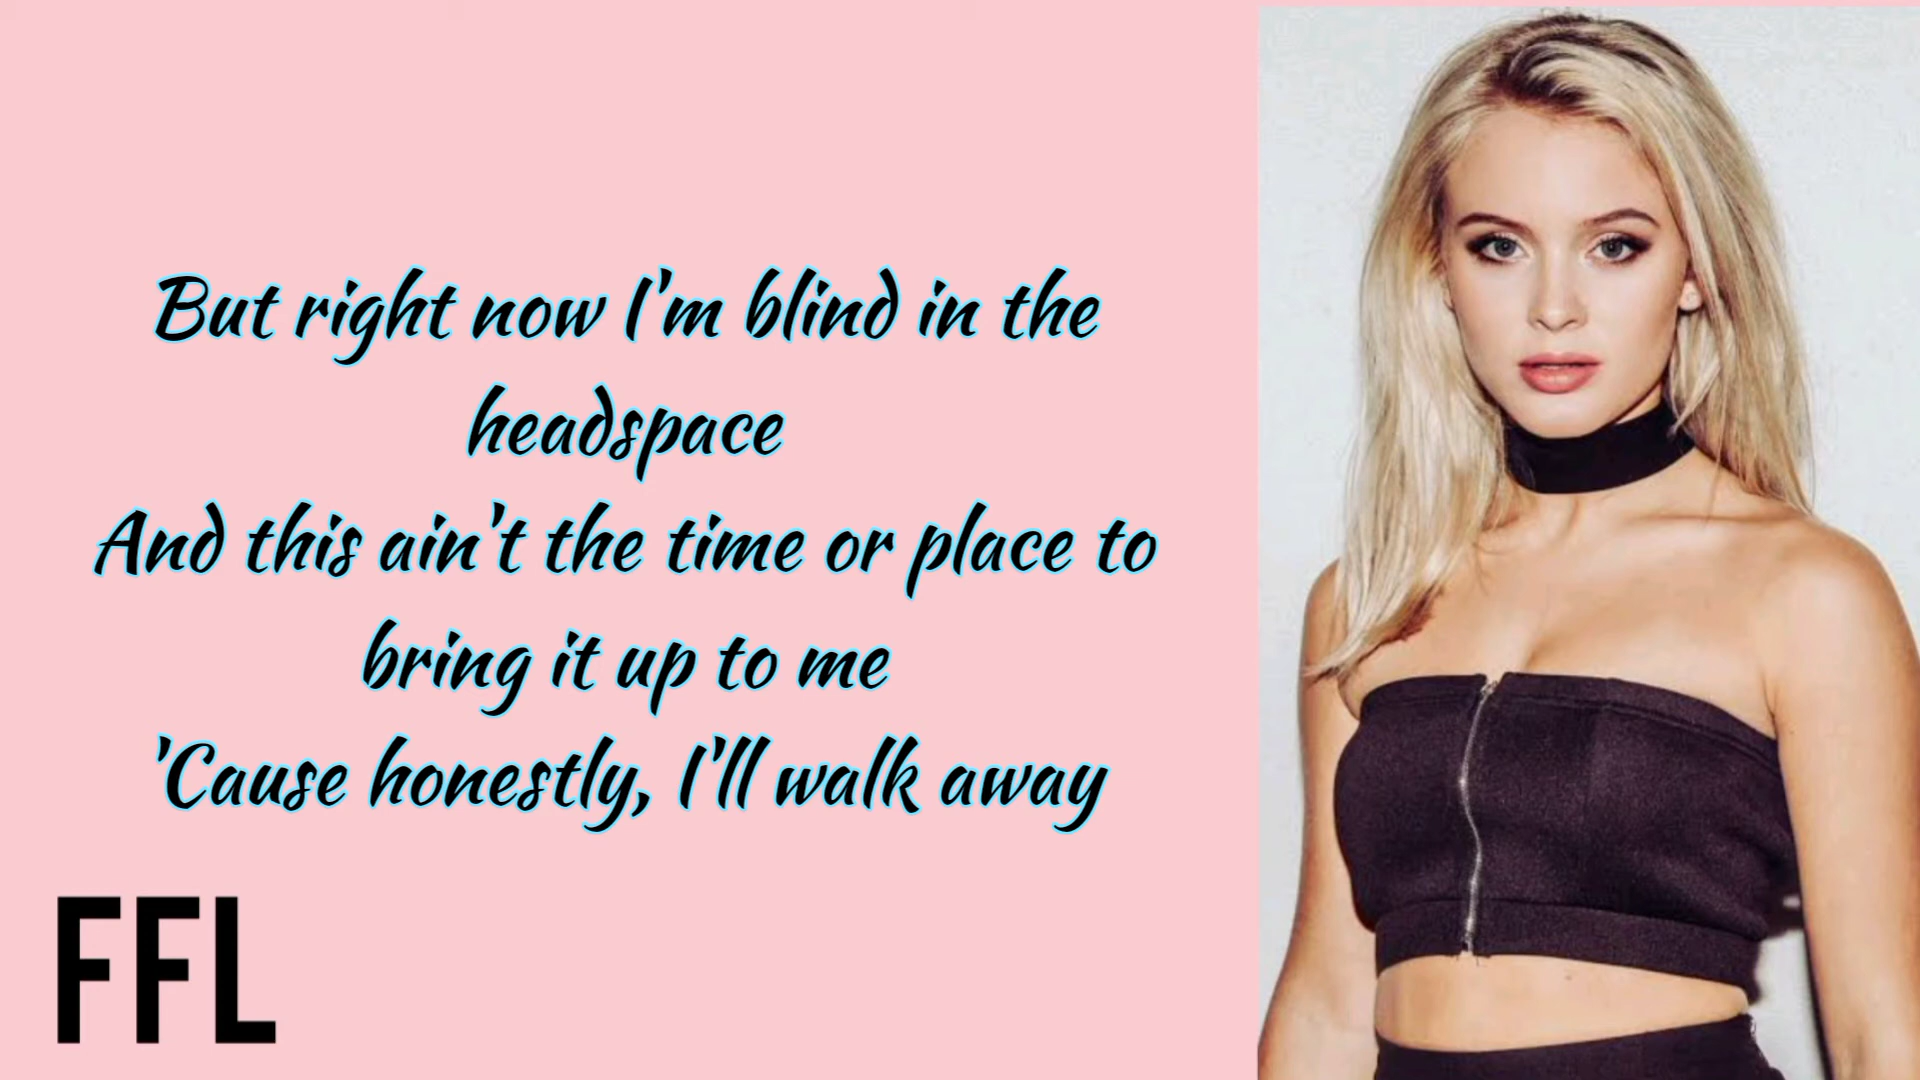 But right now I'm blind in the
headspace
And this ain't the time or place to
bring it up to me
'Cause honestly, I'll walk away
FFL